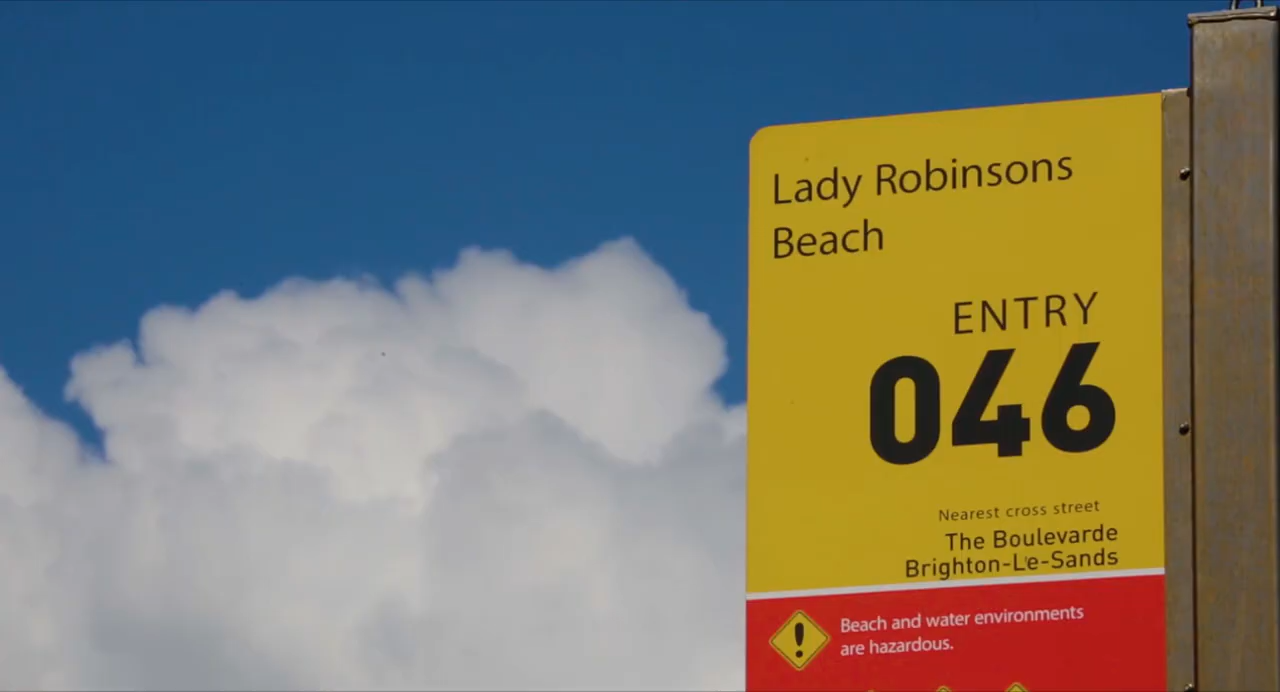 Lady Robinsons
Beach
ENTRY
046
Nearest cross street
The Boulevarde
Brighton-Le-Sands
Beach and water environments
are hazardous.